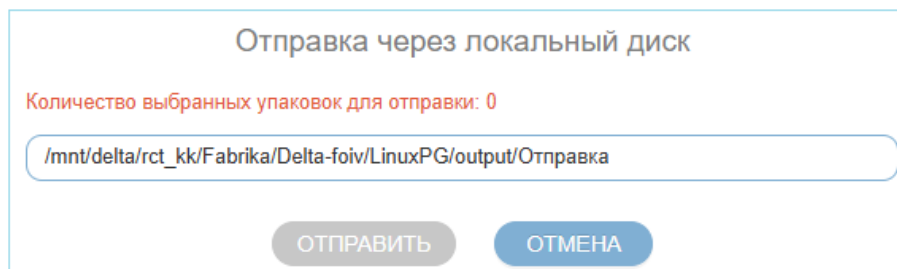 Отправка через локальный диск
Количество выбранных упаковок для отправки: 0
/mnt/delta/rct_kk/Fabrika/Delta-foiv/LinuxPG/output/Отправка
ОТПРАВИТЬ ОТМЕНА